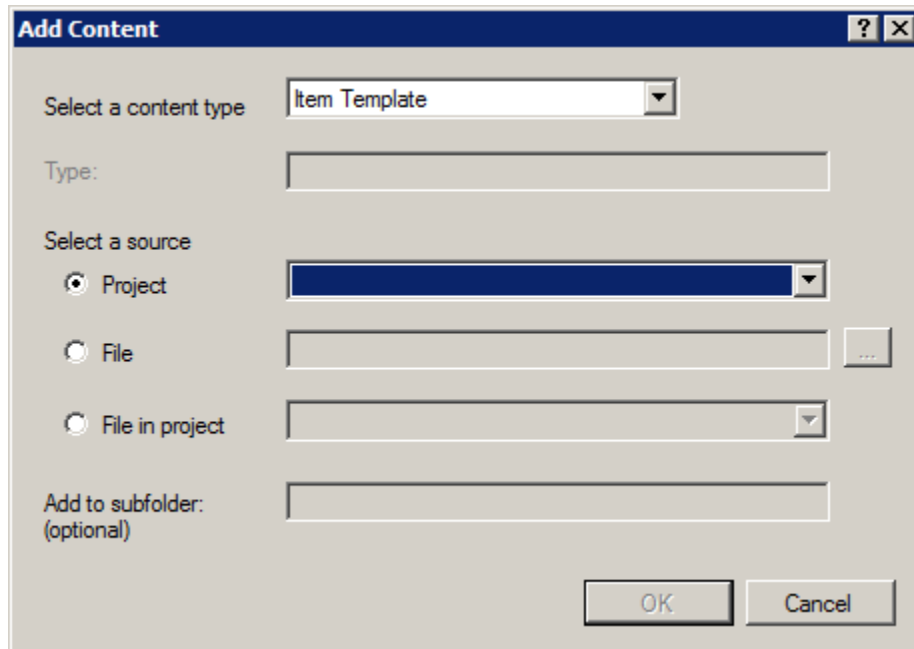 Add Content
Select a content type
Item Template
Type:
Select a source
Project
File
...
File in project
Add to subfolder:
(optional)
OK
Cancel